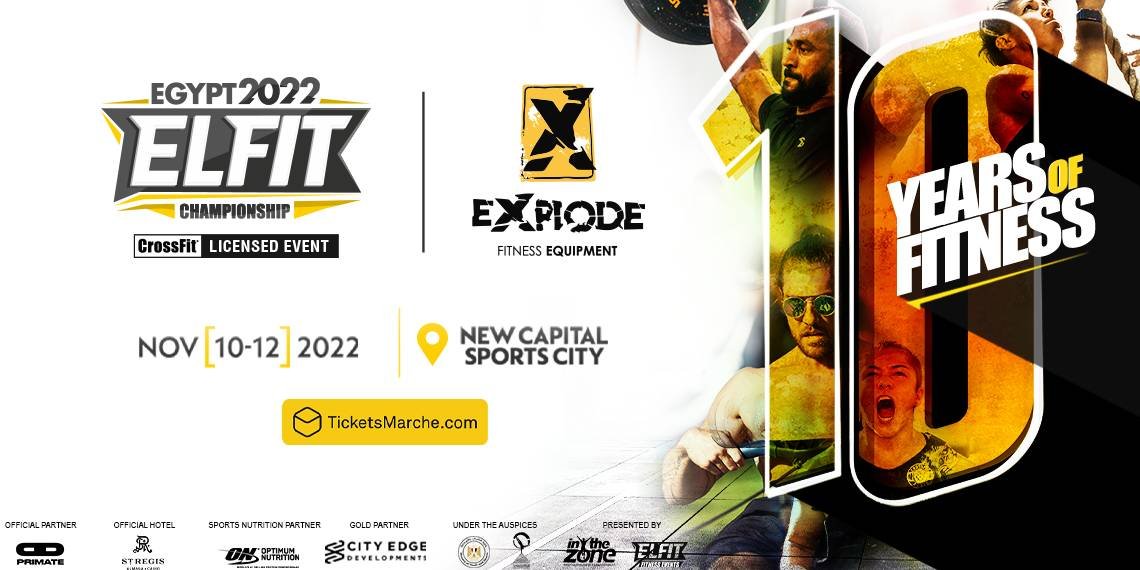 EGYPT 2022
ELFIT
CHAMPIONSHIP
CrossFit LICENSED EVENT
X
EXPLODE
FITNESS EQUIPMENT
NOV [10-12] 2022
NEW CAPITAL
SPORTS CITY
TicketsMarche.com
10
YEARS OF
FITNESS
OFFICIAL PARTNER
PRIMATE
OFFICIAL HOTEL
ST REGIS
SPORTS NUTRITION PARTNER
ON OPTIMUM
NUTRITION
GOLD PARTNER
CITY EDGE
DEVELOPMENTS
UNDER THE AUSPICES
PRESENTED BY
in the
zone
ELFIT
FITNESS EVENTS